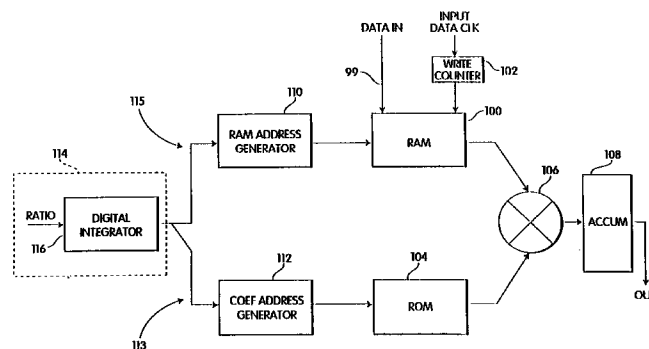 DATA IN
INPUT
DATA CLK
99
WRITE
COUNTER
102
110
100
115
RAM ADDRESS
GENERATOR
RAM
114
108
106
RATIO
DIGITAL
INTEGRATOR
116
ACCUM
112
104
COEF ADDRESS
GENERATOR
ROM
OU
113